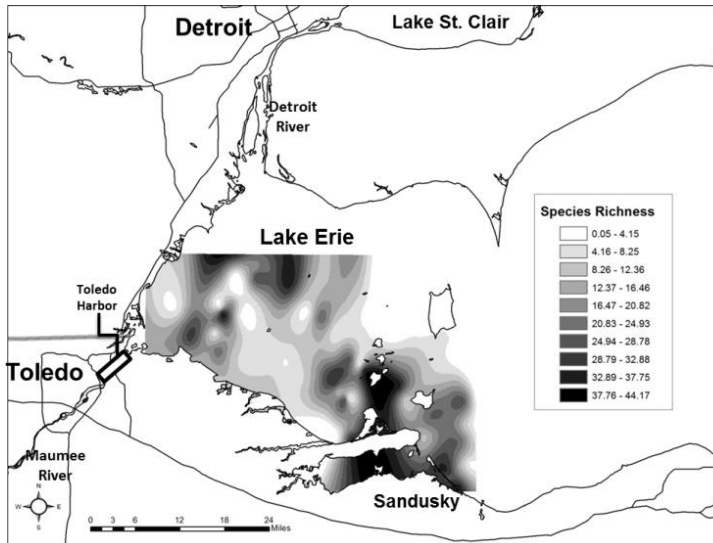 Detroit
Lake St. Clair
Detroit
River
Lake Erie
Species Richness
0.05 - 4.15
4.16 - 8.25
8.26 - 12.36
12.37 - 16.46
16.47 - 20.82
20.83 - 24.93
24.94 - 28.78
28.79 - 32.88
32.89 - 37.75
37.76 - 44.17
Toledo
Harbor
Toledo
Maumee
River
N
W
E
S
Sandusky
0 3 6 12 18 24
Miles